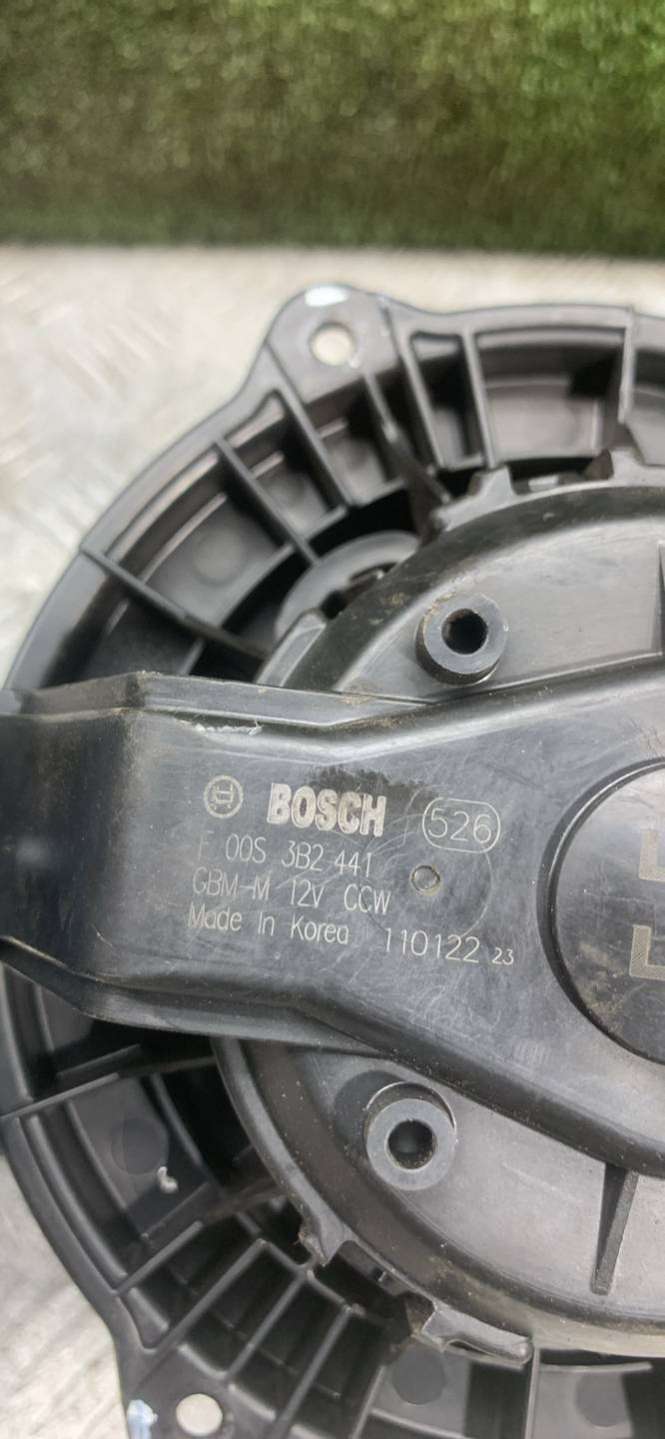 BOSCH 526
F 00S 3B2 441
GBM-M 12V CCW
Made In Korea 110122 23